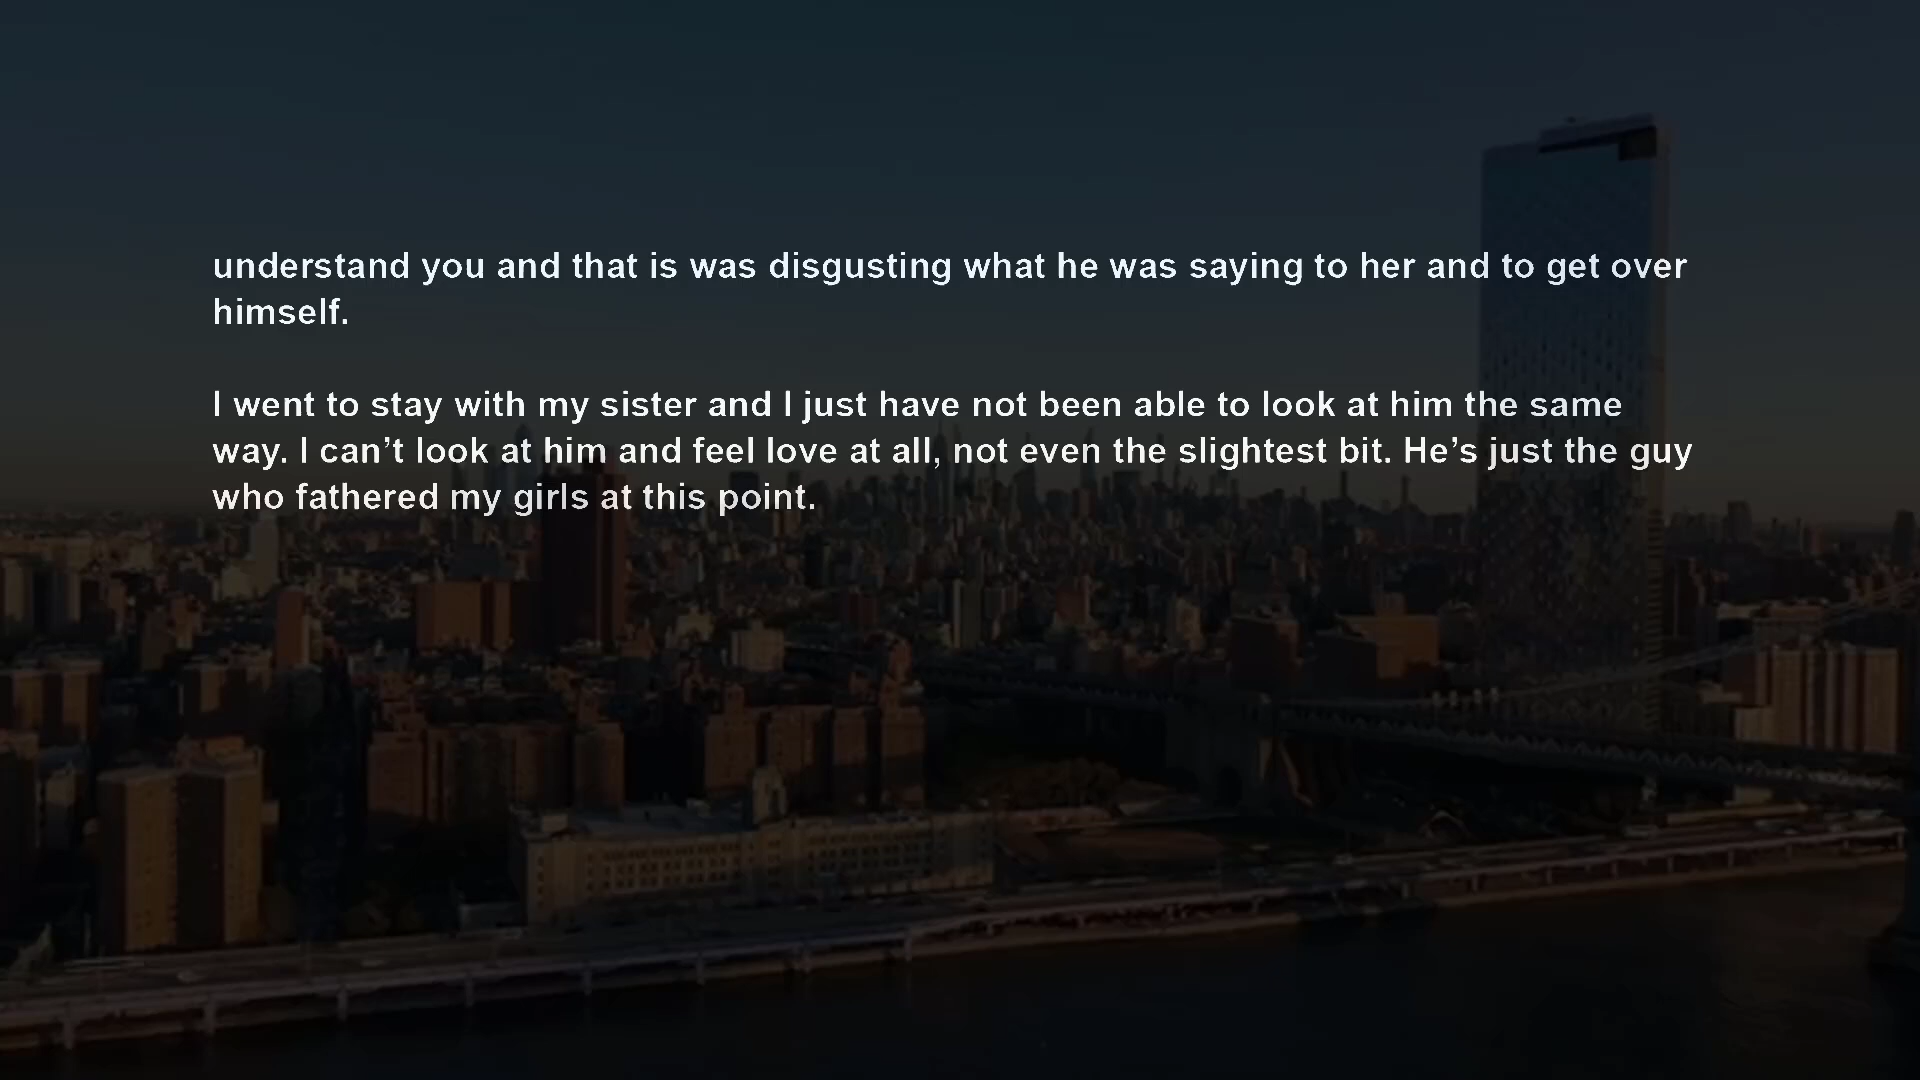 understand you and that is was disgusting what he was saying to her and to get over
himself.
I went to stay with my sister and I just have not been able to look at him the same
way. I can’t look at him and feel love at all, not even the slightest bit. He’s just the guy
who fathered my girls at this point.